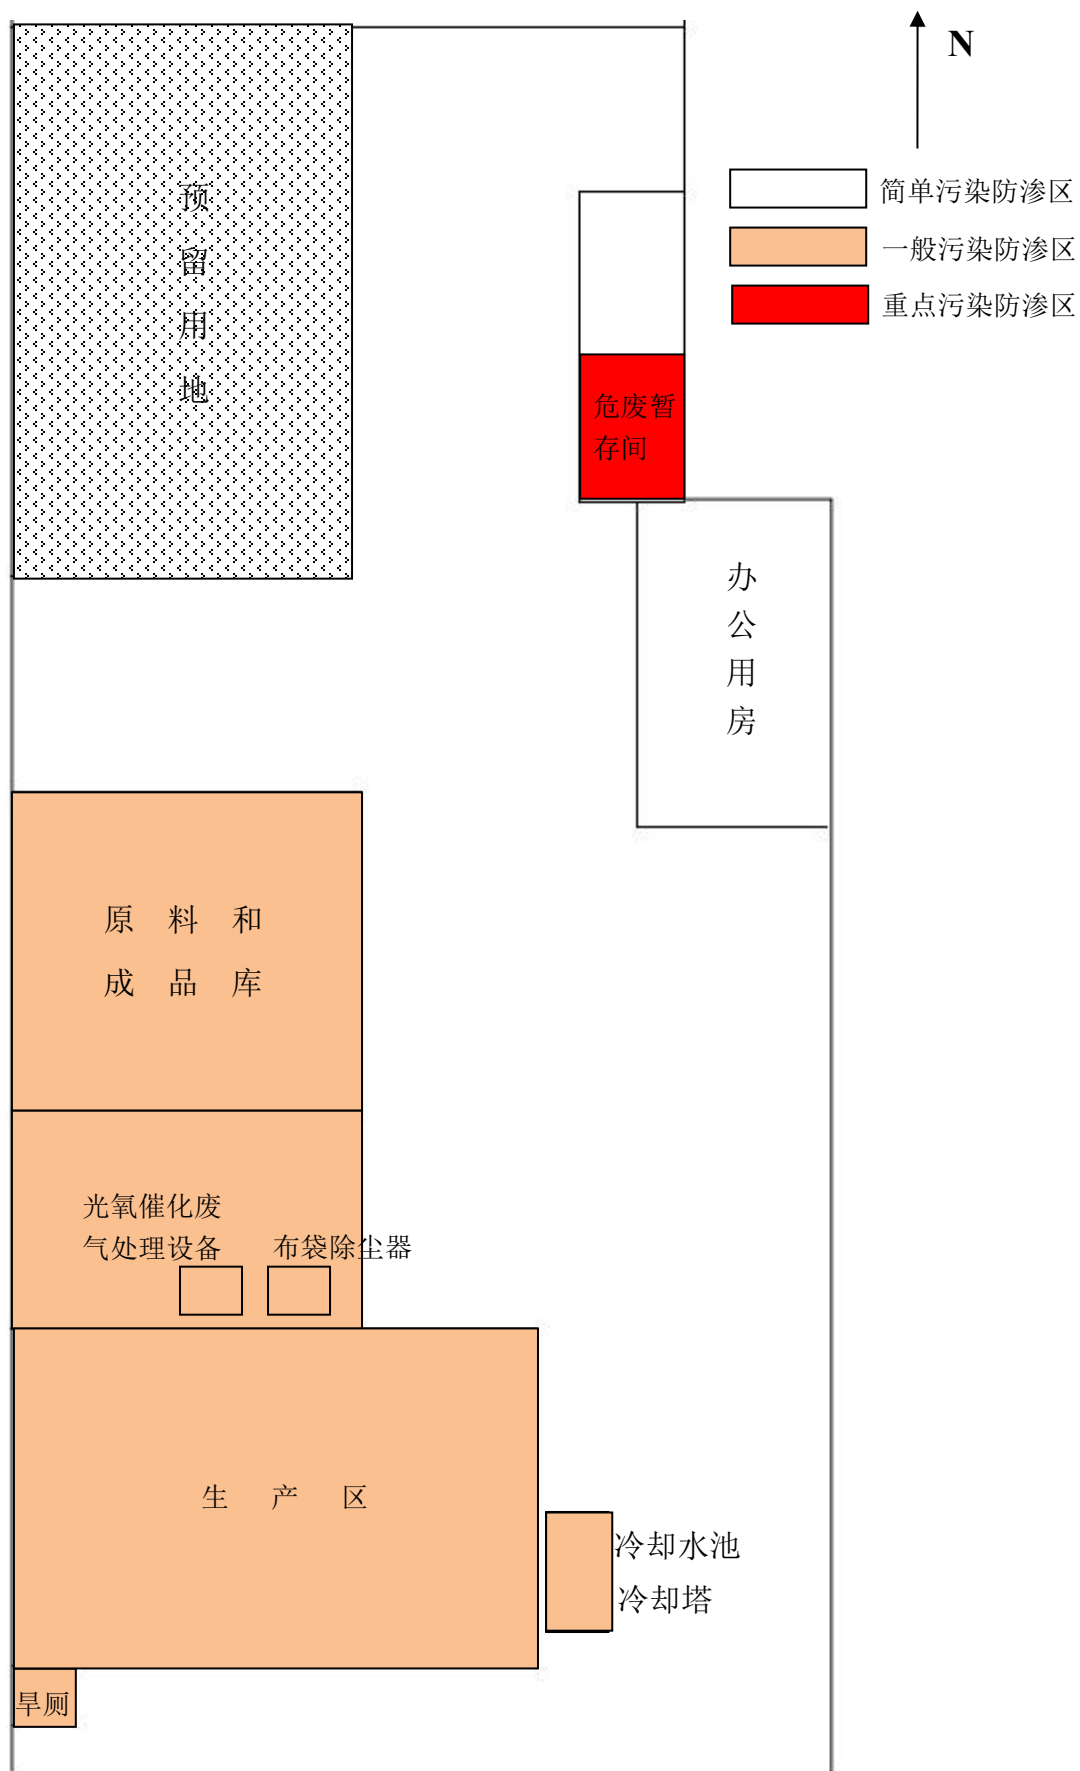 N
简单污染防渗区
一般污染防渗区
重点污染防渗区
预
留
用
地
危废暂
存间
办
公
用
房
原 料 和
成 品 库
光氧催化废
气处理设备
布袋除尘器
生 产 区
冷却水池
冷却塔
旱厕